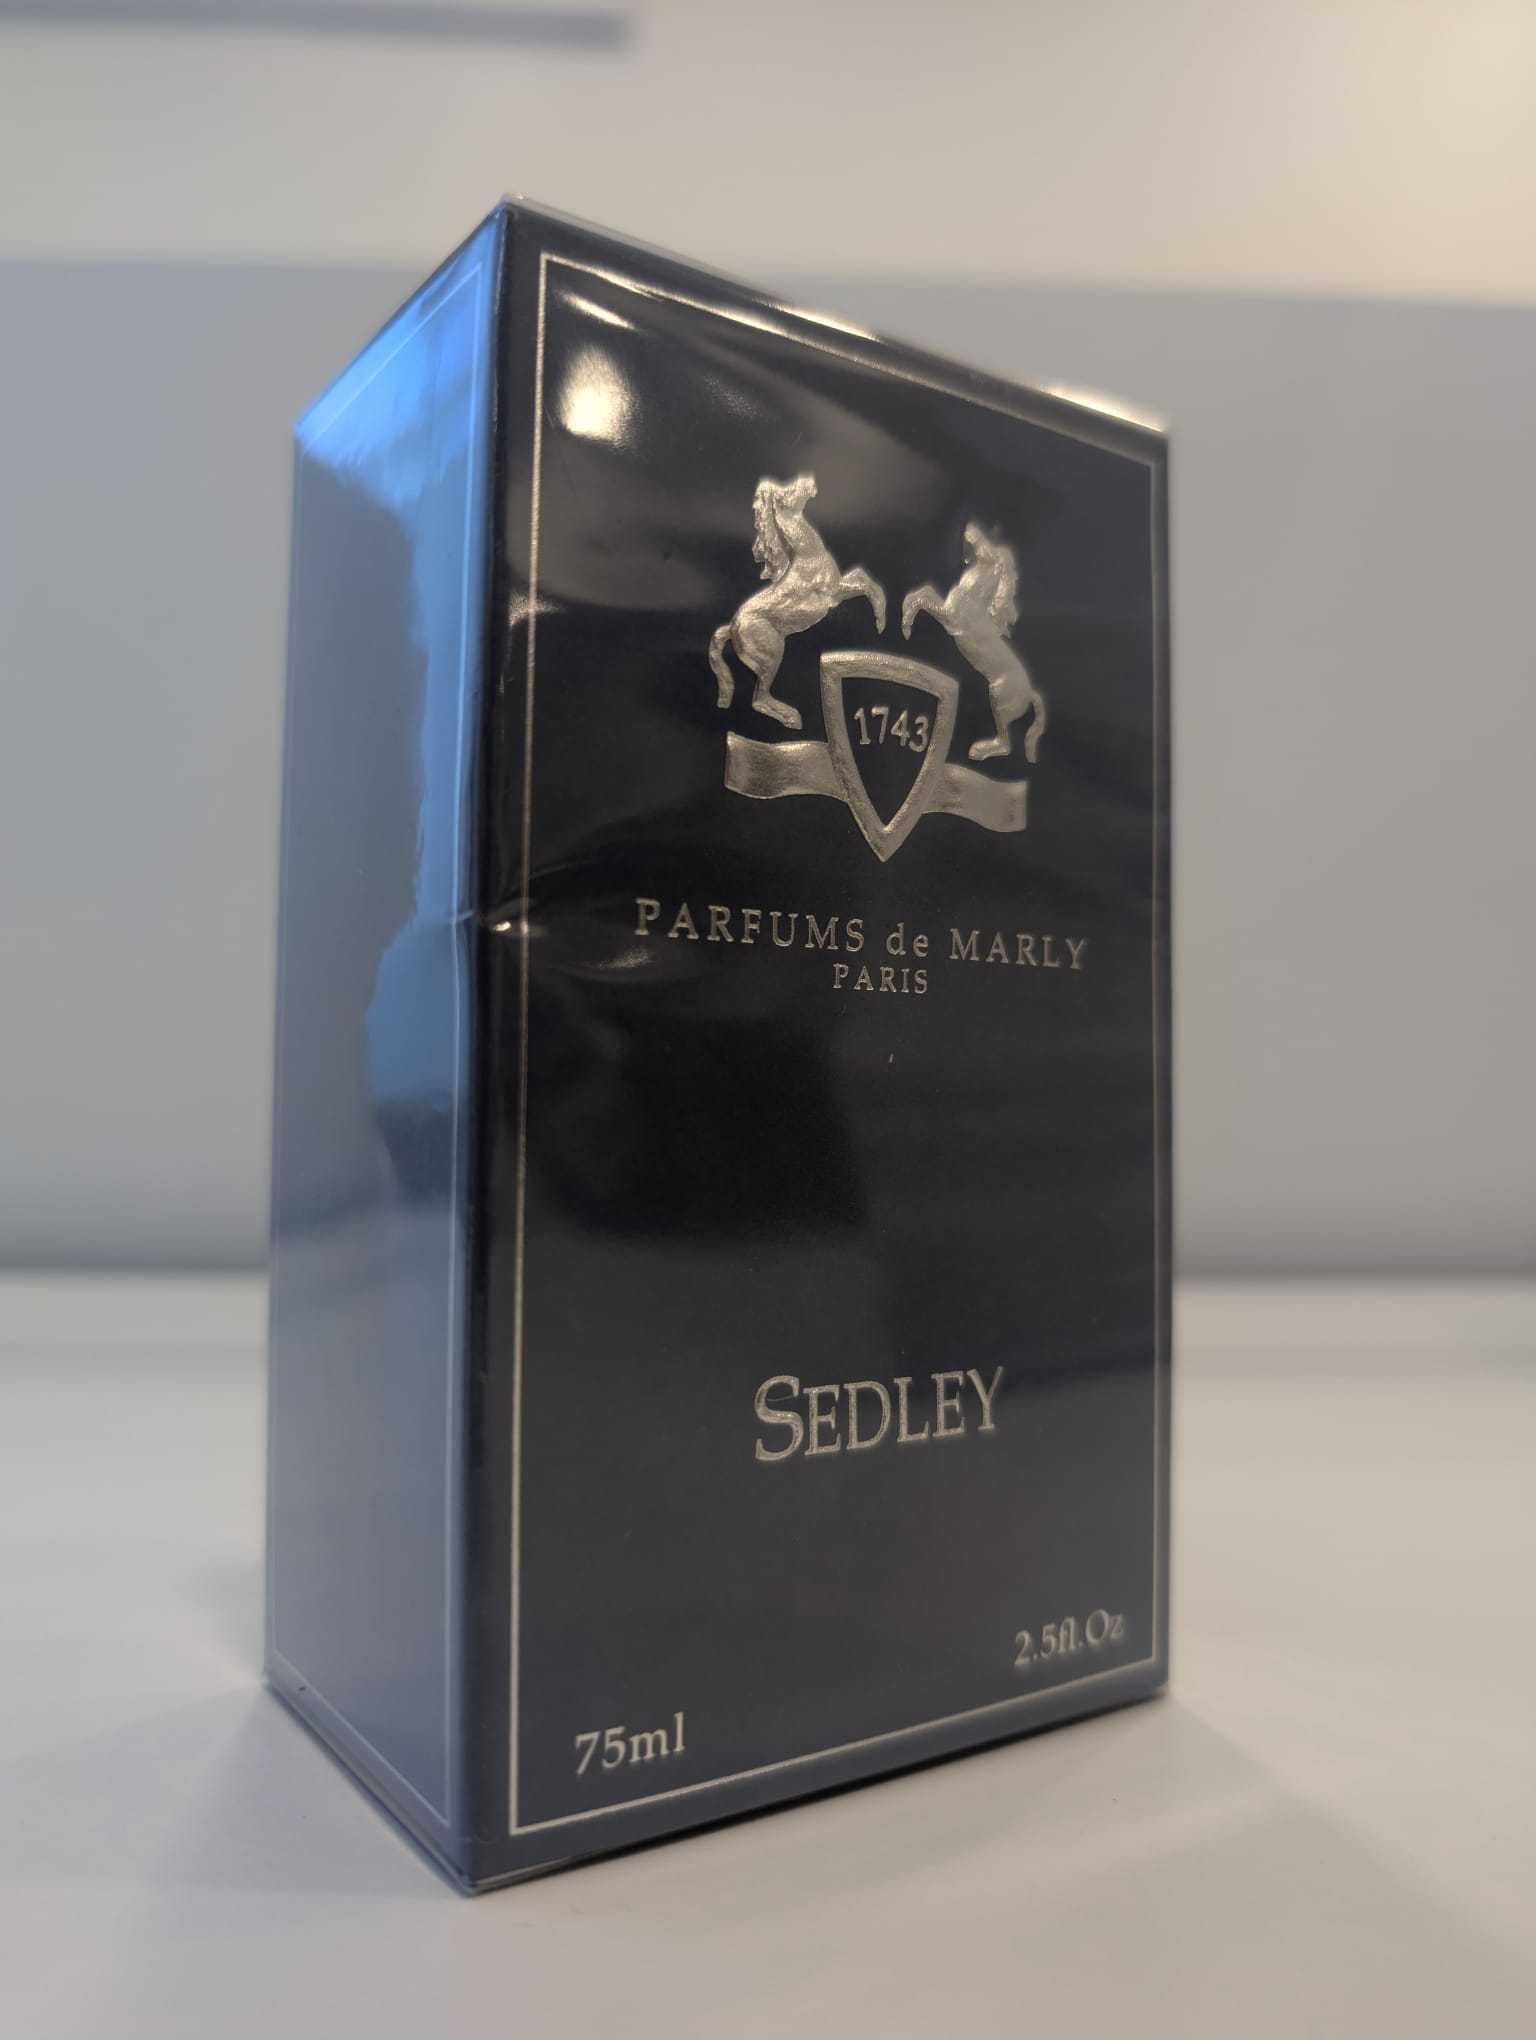 1743
PARFUMS de MARLY
PARIS
SEDLEY
2.5fl.Oz
75ml